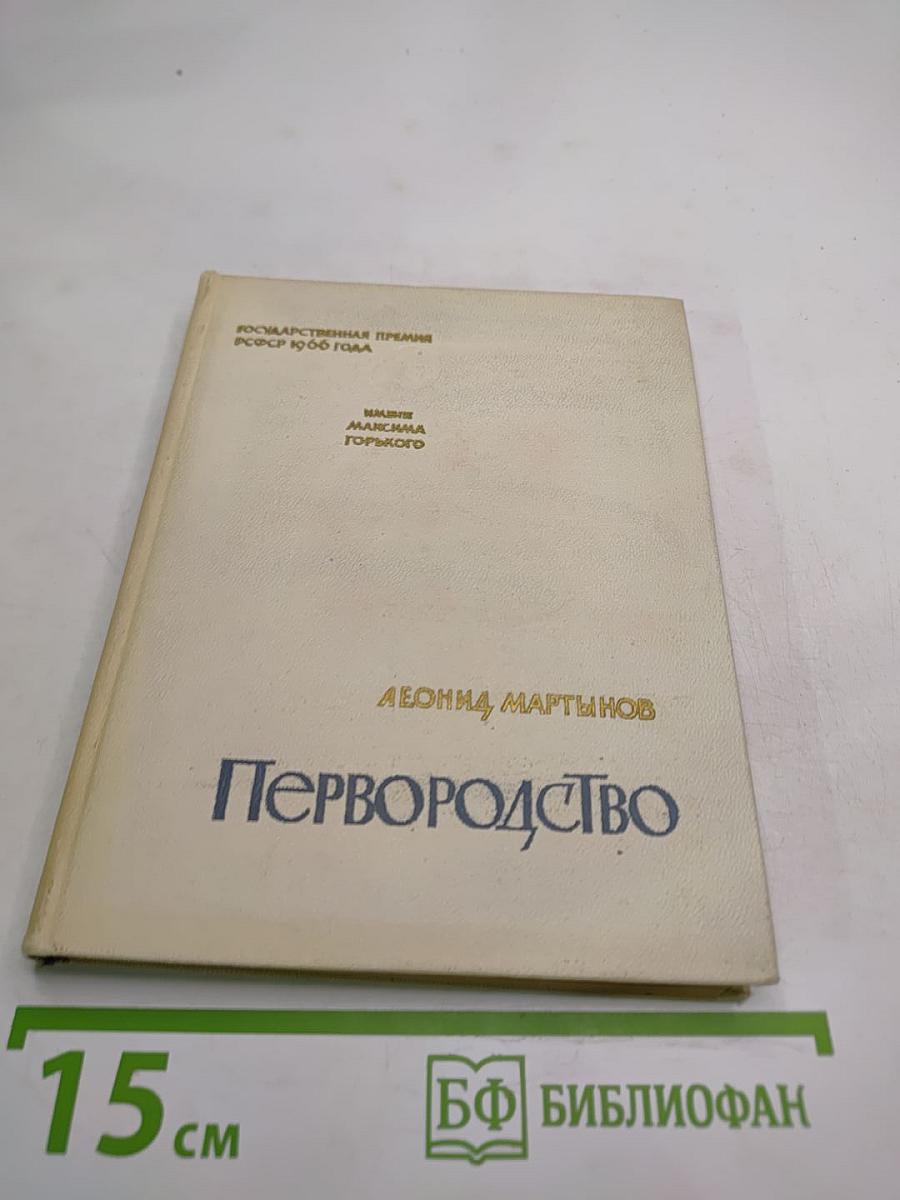 ГОСУДАРСТВЕННАЯ ПРЕМИЯ
РСФСР 1966 ГОДА
ИМЕНИ
МАКСИМА
ГОРЬКОГО
ЛЕОНИД МАРТЫНОВ
ПЕРВОРОДСТВО
15 см
БФ БИБЛИОФАН